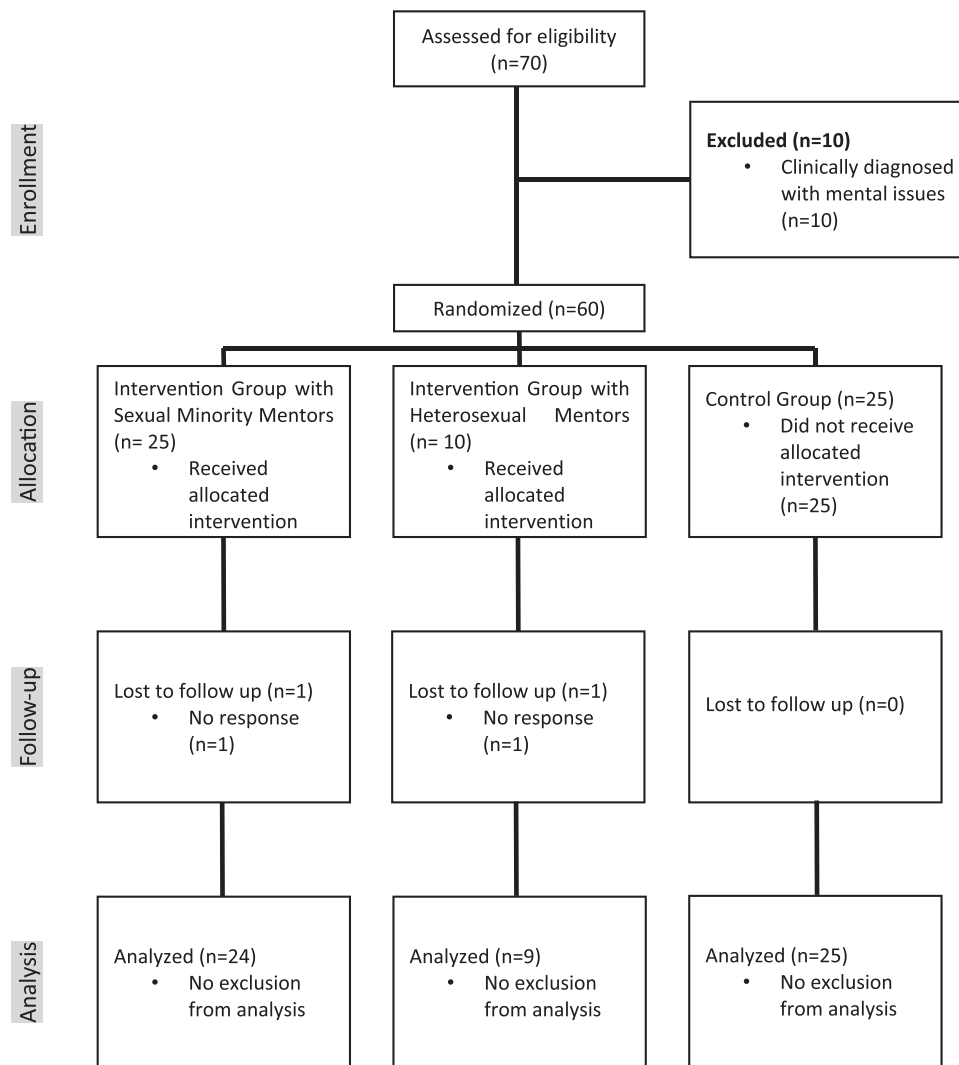 Assessed for eligibility
(n=70)
Enrollment
Excluded (n=10)
• Clinically diagnosed
with mental issues
(n=10)
Randomized (n=60)
Allocation
Intervention Group with
Sexual Minority Mentors
(n= 25)
• Received
allocated
intervention
Intervention Group with
Heterosexual Mentors
(n= 10)
• Received
allocated
intervention
Control Group (n=25)
• Did not receive
allocated
intervention
(n=25)
Follow-up
Lost to follow up (n=1)
• No response
(n=1)
Lost to follow up (n=1)
• No response
(n=1)
Lost to follow up (n=0)
Analysis
Analyzed (n=24)
• No exclusion
from analysis
Analyzed (n=9)
• No exclusion
from analysis
Analyzed (n=25)
• No exclusion
from analysis